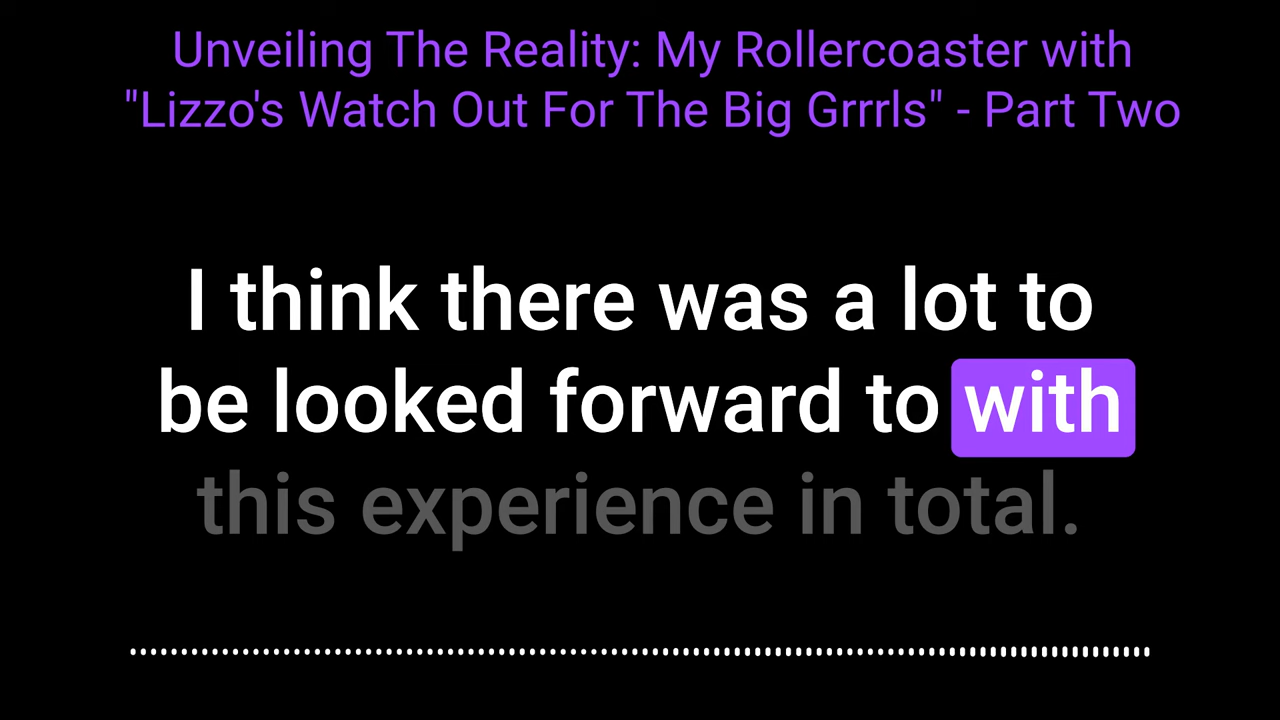 Unveiling The Reality: My Rollercoaster with
"Lizzo's Watch Out For The Big Grrrls" - Part Two
I think there was a lot to
be looked forward to with
this experience in total.